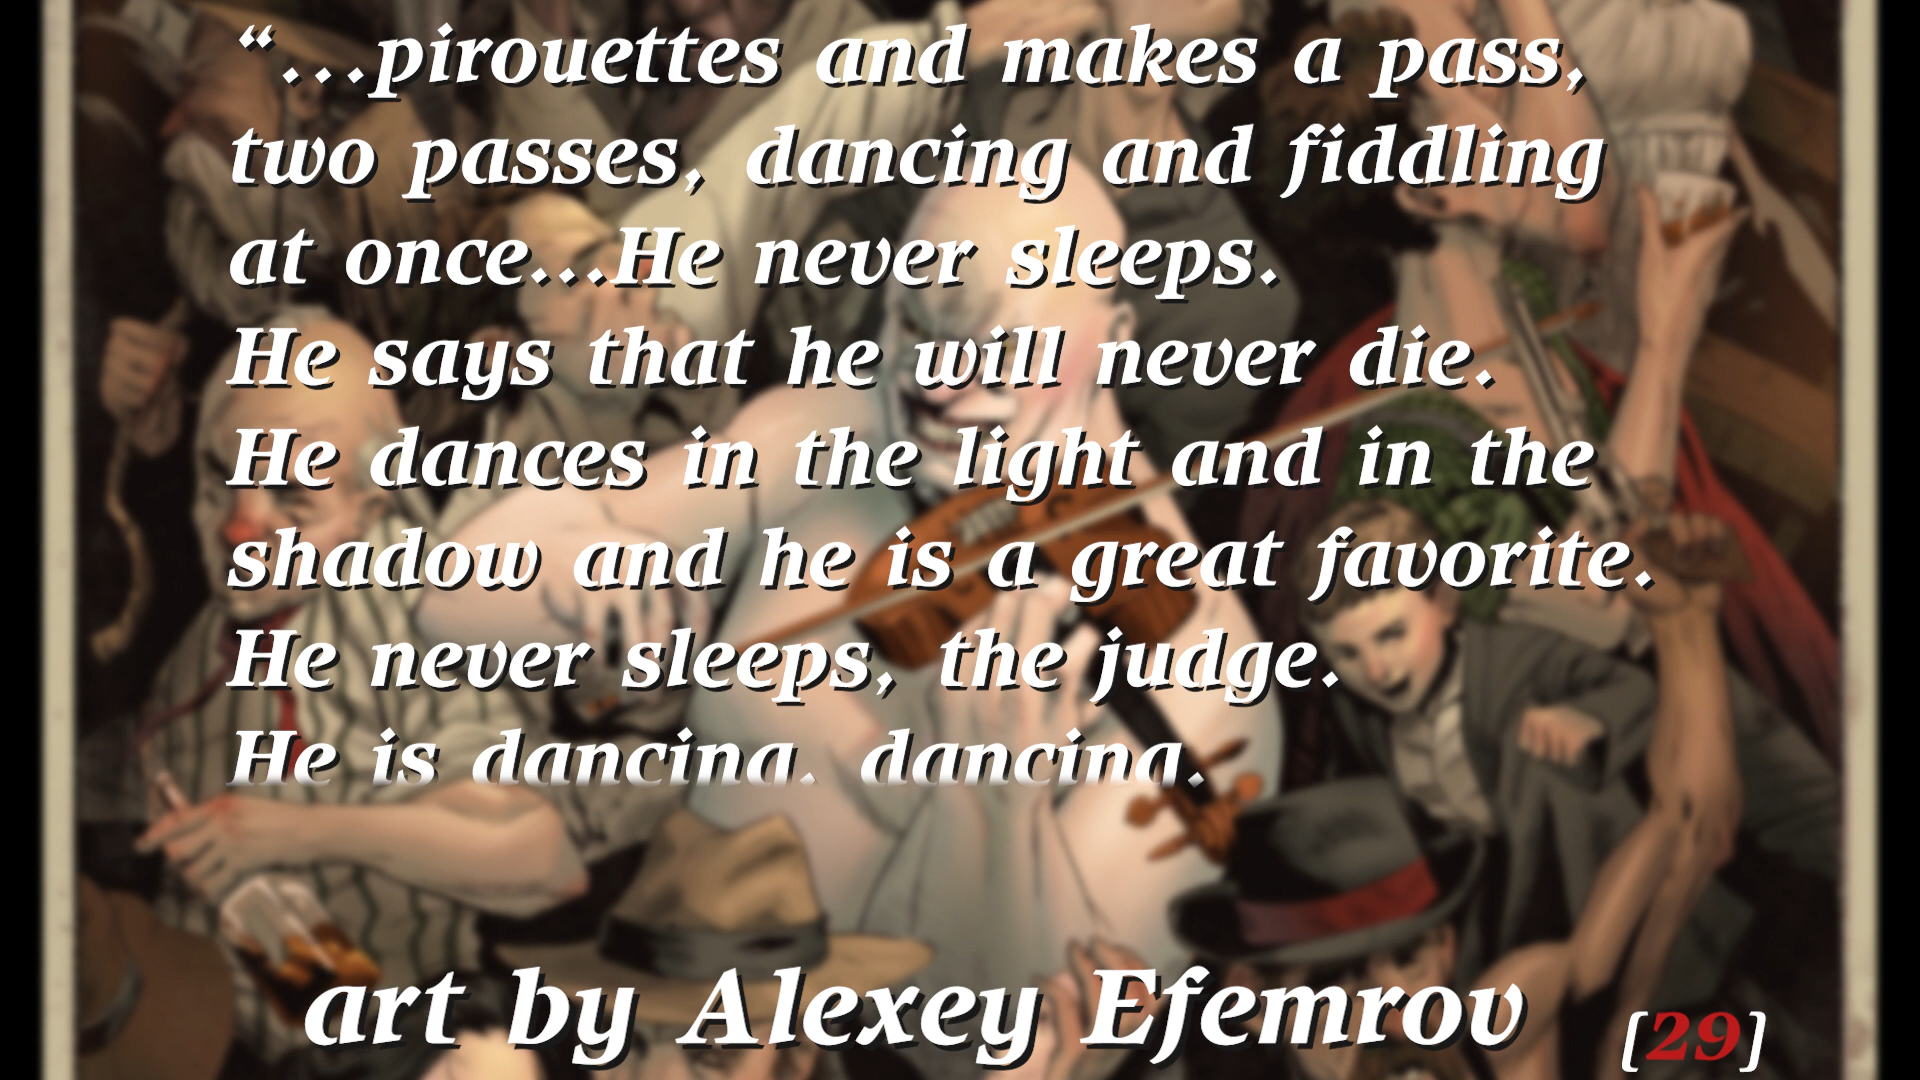 “…pirouettes and makes a pass,
two passes, dancing and fiddling
at once…He never sleeps.
He says that he will never die.
He dances in the light and in the
shadow and he is a great favorite.
He never sleeps, the judge.
He is dancing, dancing.
art by Alexey Efemrov
[29]